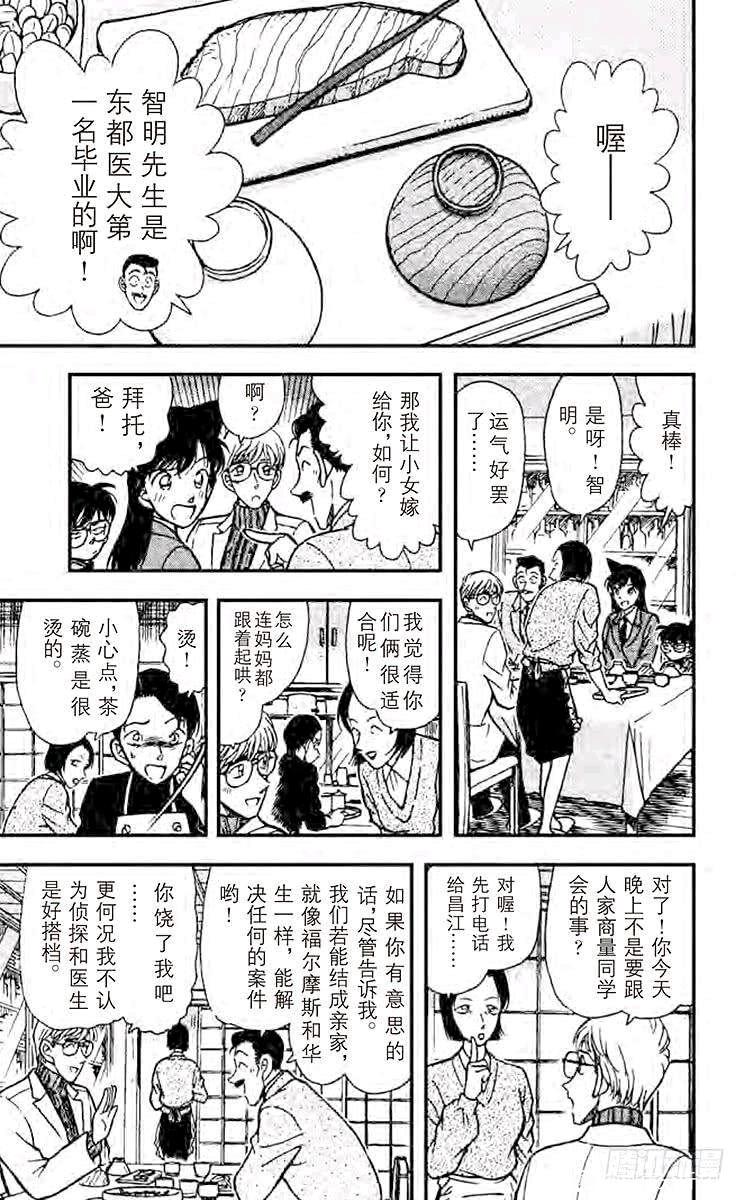 喔——
智明先生是
东都医大第
一名毕业的啊！
真棒！
是呀！智
明。
运气好罢
了……
那我让小女嫁
给你，如何？
啊？
拜托，
爸！
我觉得你
们俩很适
合呢！
怎么
连妈妈都
跟着起哄？
烫！
小心点，茶
碗蒸是很
烫的。
对了！你今天
晚上不是要跟
人家商量同学
会的事？
对喔！我
先打电话
给昌江……
如果你有意思的
话，尽管告诉我。
我们若能结成亲家，
就像福尔摩斯和华
生一样，能解
决任何的案件
哟！
你饶了我吧
……
更何况我不认
为侦探和医生
是好搭档。
腾讯动漫